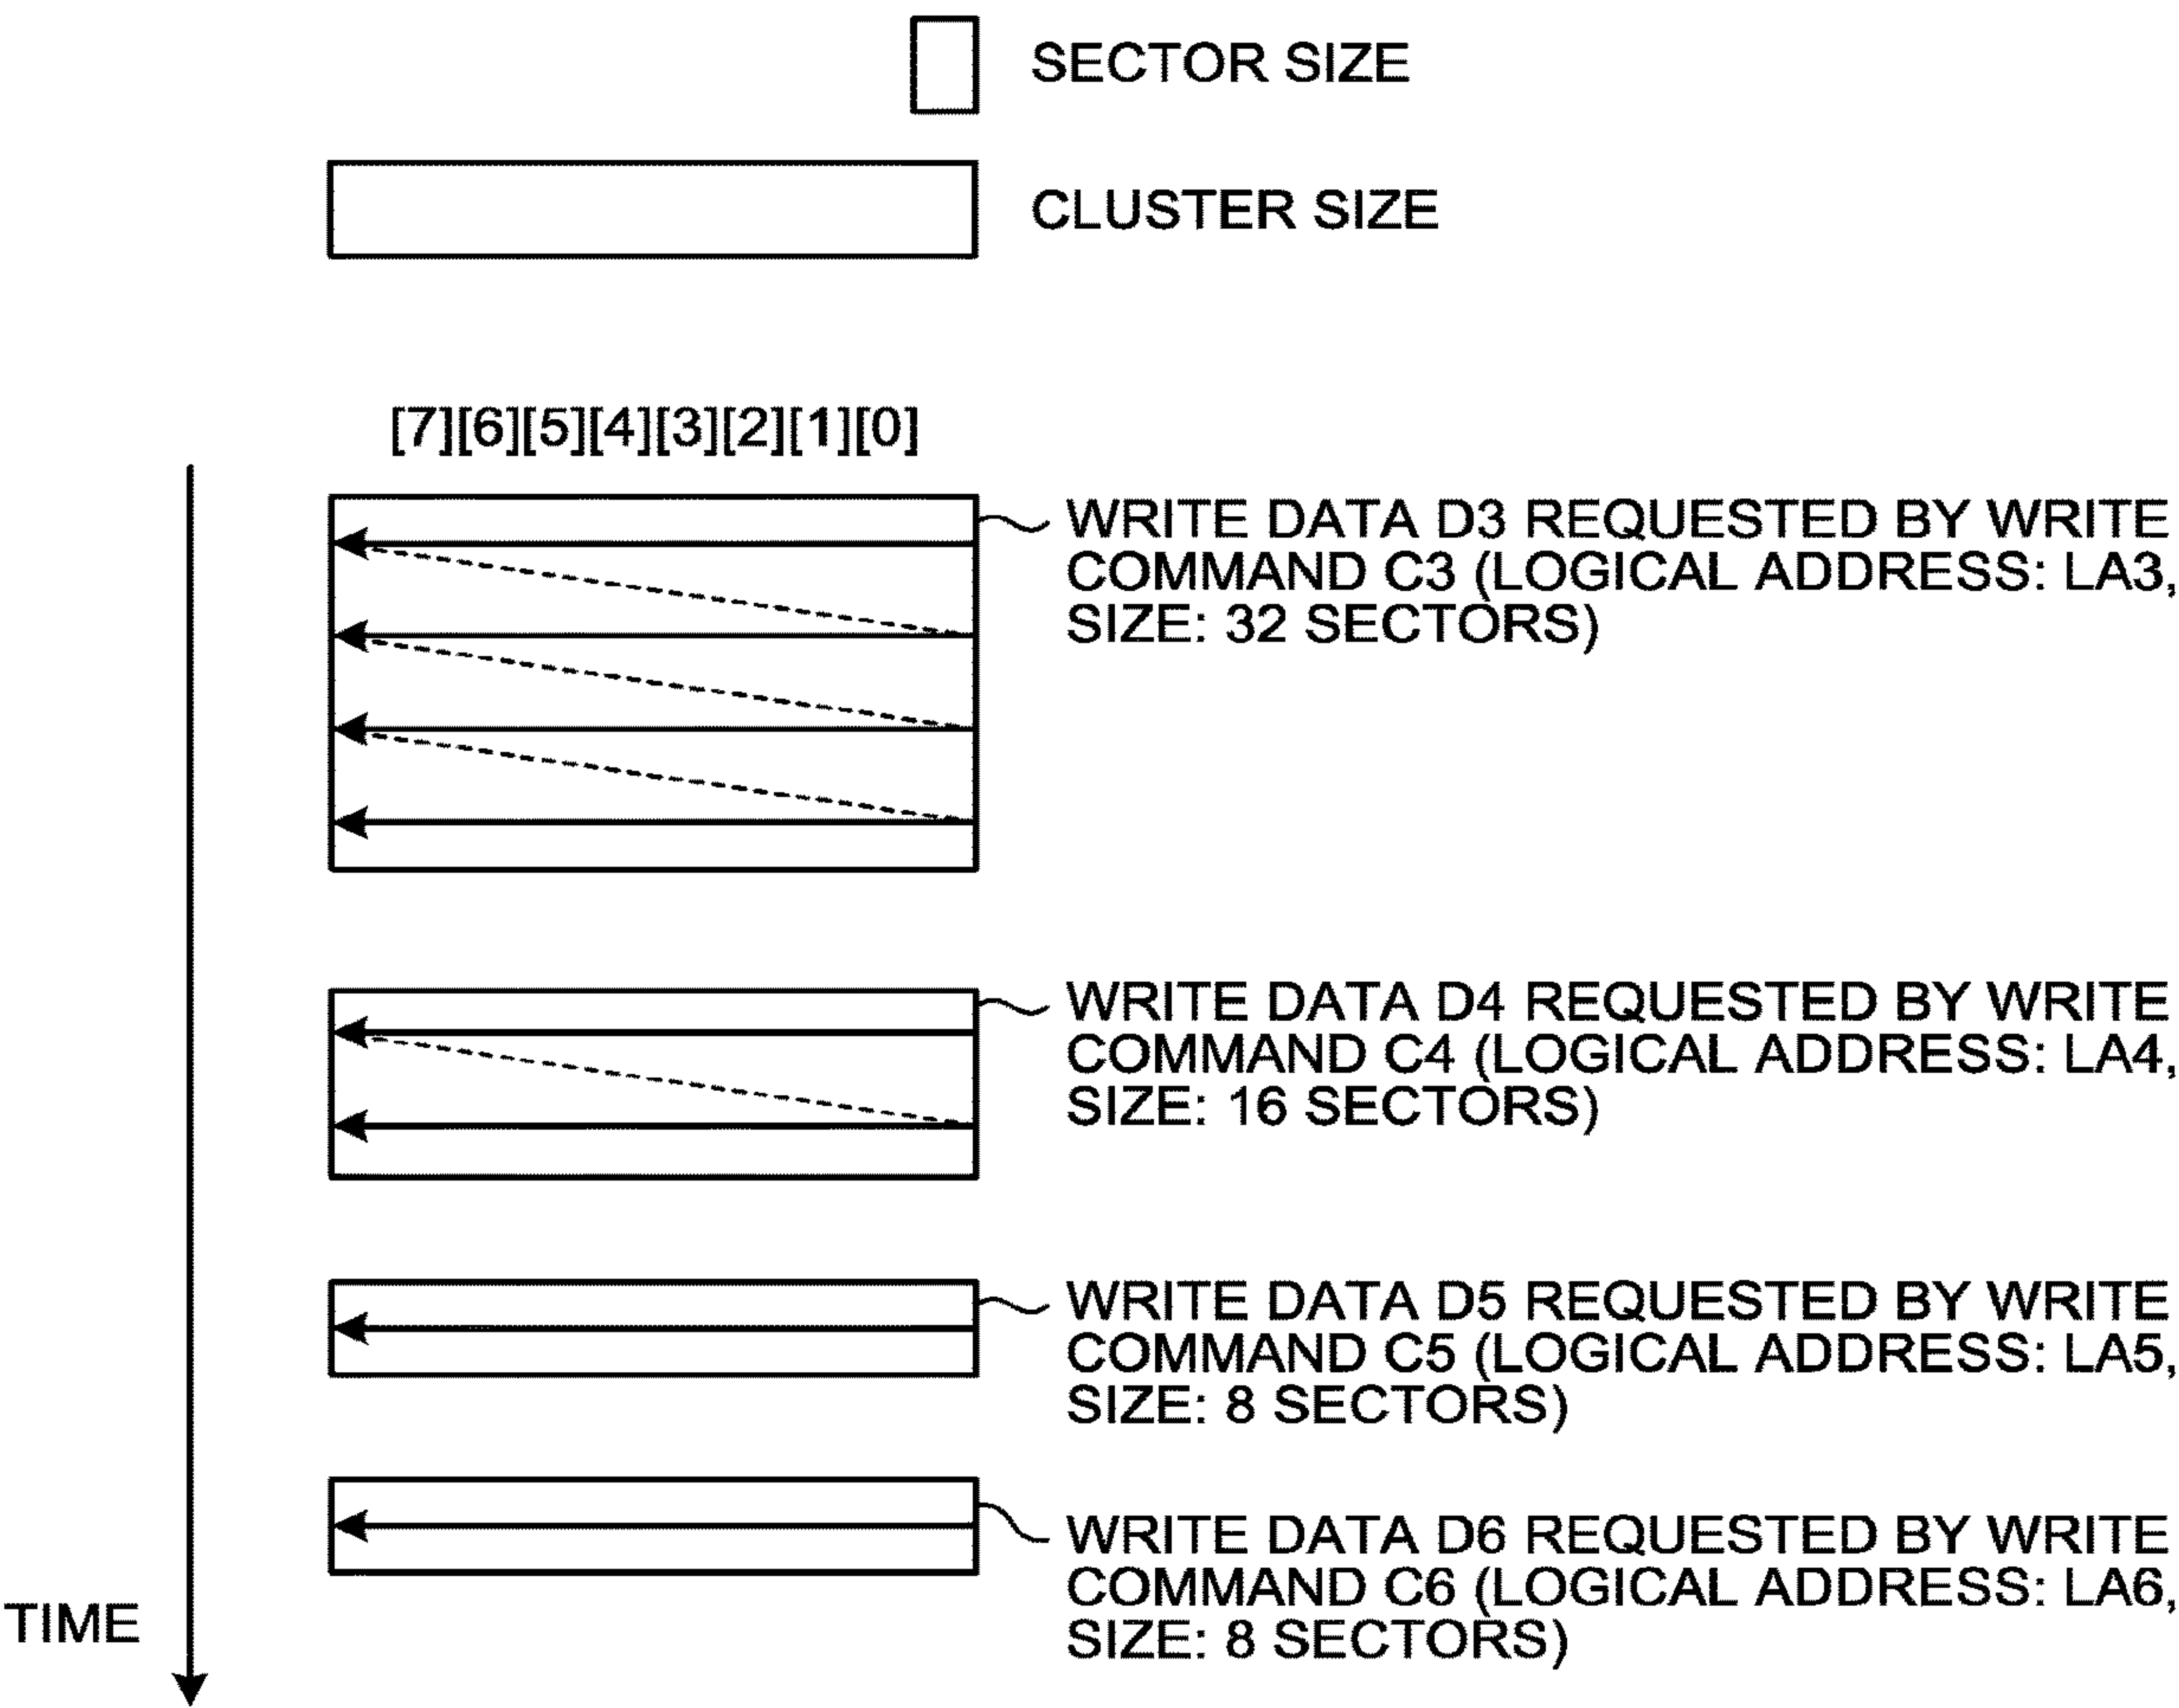 SECTOR SIZE
CLUSTER SIZE
[7][6][5][4][3][2][1][0]
WRITE DATA D3 REQUESTED BY WRITE
COMMAND C3 (LOGICAL ADDRESS: LA3,
SIZE: 32 SECTORS)
WRITE DATA D4 REQUESTED BY WRITE
COMMAND C4 (LOGICAL ADDRESS: LA4,
SIZE: 16 SECTORS)
WRITE DATA D5 REQUESTED BY WRITE
COMMAND C5 (LOGICAL ADDRESS: LA5,
SIZE: 8 SECTORS)
WRITE DATA D6 REQUESTED BY WRITE
COMMAND C6 (LOGICAL ADDRESS: LA6,
SIZE: 8 SECTORS)
TIME